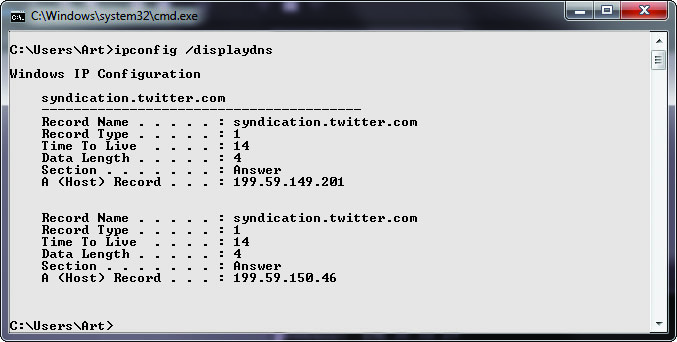 C:\Windows\system32\cmd.exe
C:\Users\Art>ipconfig /displaydns
Windows IP Configuration
syndication.twitter.com
----------------------------------------
Record Name . . . . . : syndication.twitter.com
Record Type . . . . . : 1
Time To Live  . . . . : 14
Data Length . . . . . : 4
Section . . . . . . . : Answer
A (Host) Record . . . : 199.59.149.201
Record Name . . . . . : syndication.twitter.com
Record Type . . . . . : 1
Time To Live  . . . . : 14
Data Length . . . . . : 4
Section . . . . . . . : Answer
A (Host) Record . . . : 199.59.150.46
C:\Users\Art>